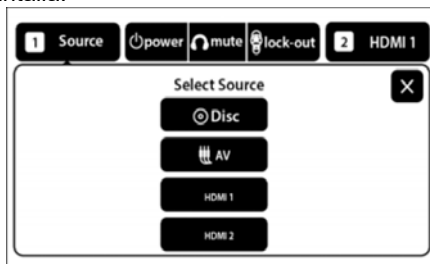 1 Source power mute lock-out 2 HDMI 1
Select Source
X
Disc
AV
HDMI 1
HDMI 2